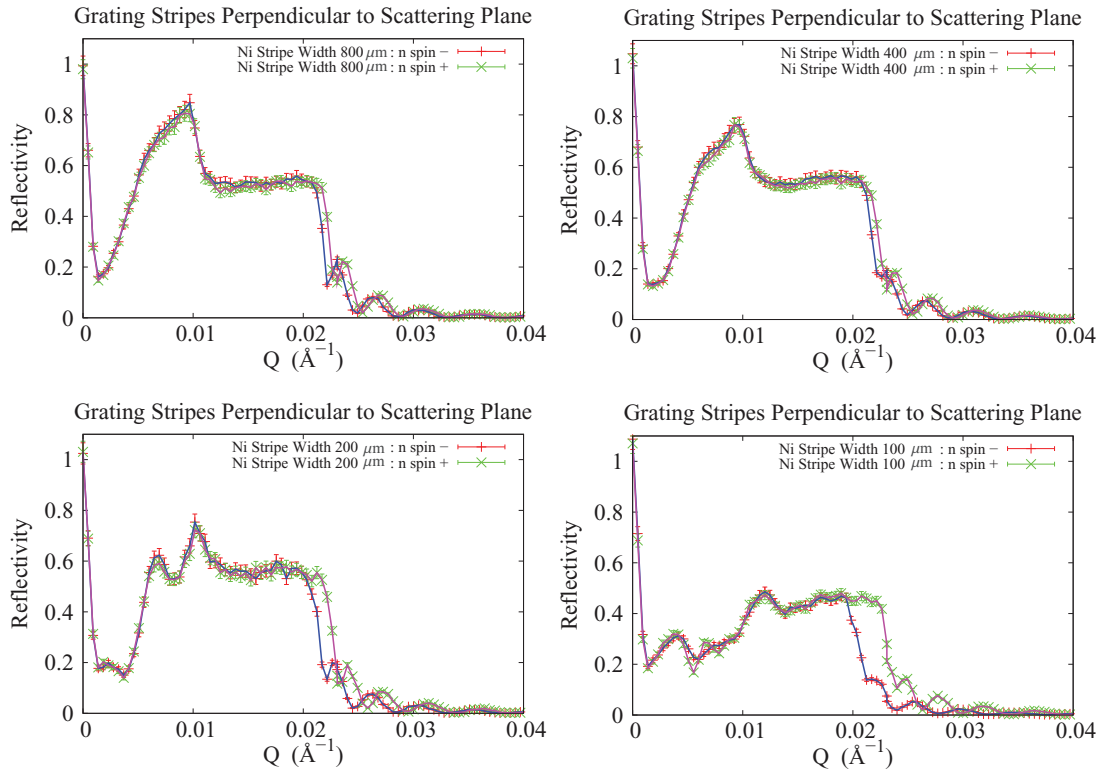 Grating Stripes Perpendicular to Scattering Plane
Ni Stripe Width 800 μm : n spin −
Ni Stripe Width 800 μm : n spin +
Reflectivity
1
0.8
0.6
0.4
0.2
0
0 0.01 0.02 0.03 0.04
Q (Å⁻¹)
Grating Stripes Perpendicular to Scattering Plane
Ni Stripe Width 400 μm : n spin −
Ni Stripe Width 400 μm : n spin +
Reflectivity
1
0.8
0.6
0.4
0.2
0
0 0.01 0.02 0.03 0.04
Q (Å⁻¹)
Grating Stripes Perpendicular to Scattering Plane
Ni Stripe Width 200 μm : n spin −
Ni Stripe Width 200 μm : n spin +
Reflectivity
1
0.8
0.6
0.4
0.2
0
0 0.01 0.02 0.03 0.04
Q (Å⁻¹)
Grating Stripes Perpendicular to Scattering Plane
Ni Stripe Width 100 μm : n spin −
Ni Stripe Width 100 μm : n spin +
Reflectivity
1
0.8
0.6
0.4
0.2
0
0 0.01 0.02 0.03 0.04
Q (Å⁻¹)